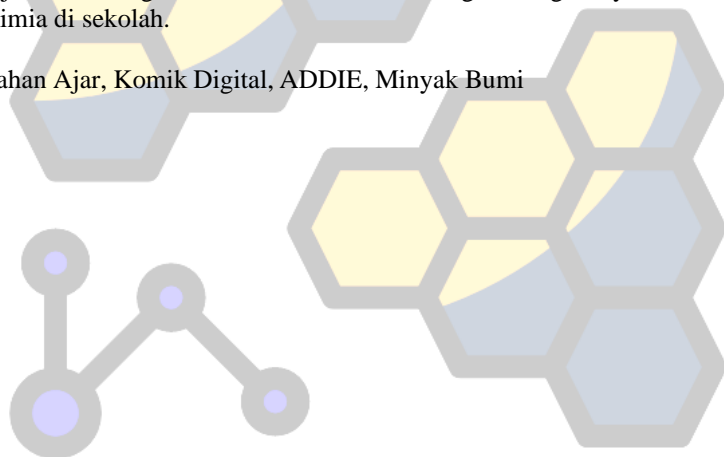 imia di sekolah.
ahan Ajar, Komik Digital, ADDIE, Minyak Bumi